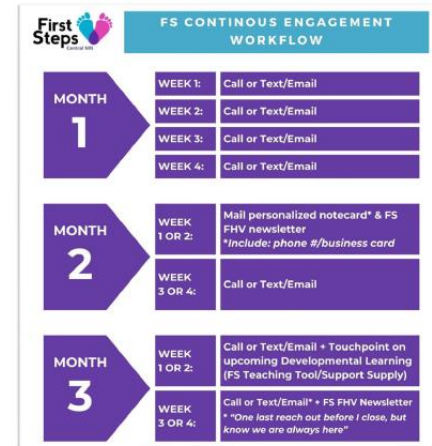 First
Steps
Central MN
FS CONTINOUS ENGAGEMENT
WORKFLOW
MONTH
1
WEEK 1:
Call or Text/Email
WEEK 2:
Call or Text/Email
WEEK 3:
Call or Text/Email
WEEK 4:
Call or Text/Email
MONTH
2
WEEK
1 OR 2:
Mail personalized notecard* & FS
FHV newsletter
*Include: phone #/business card
WEEK
3 OR 4:
Call or Text/Email
MONTH
3
WEEK
1 OR 2:
Call or Text/Email + Touchpoint on
upcoming Developmental Learning
(FS Teaching Tool/Support Supply)
WEEK
3 OR 4:
Call or Text/Email* + FS FHV Newsletter
* "One last reach out before I close, but
know we are always here"